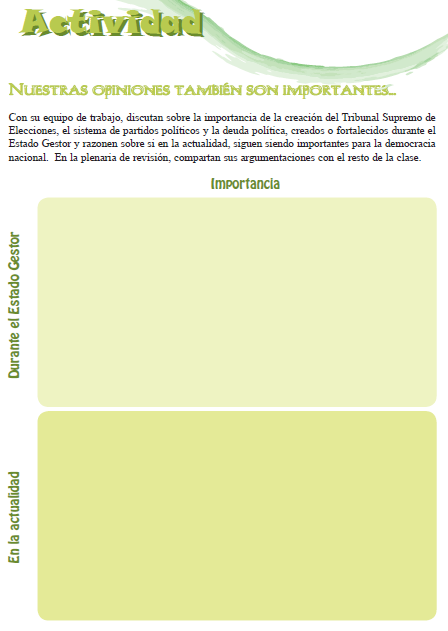 Actividad
NUESTRAS OPINIONES TAMBIÉN SON IMPORTANTES...
Con su equipo de trabajo, discutan sobre la importancia de la creación del Tribunal Supremo de
Elecciones, el sistema de partidos políticos y la deuda política, creados o fortalecidos durante el
Estado Gestor y razonen sobre si en la actualidad, siguen siendo importantes para la democracia
nacional. En la plenaria de revisión, compartan sus argumentaciones con el resto de la clase.
Importancia
Durante el Estado Gestor
En la actualidad